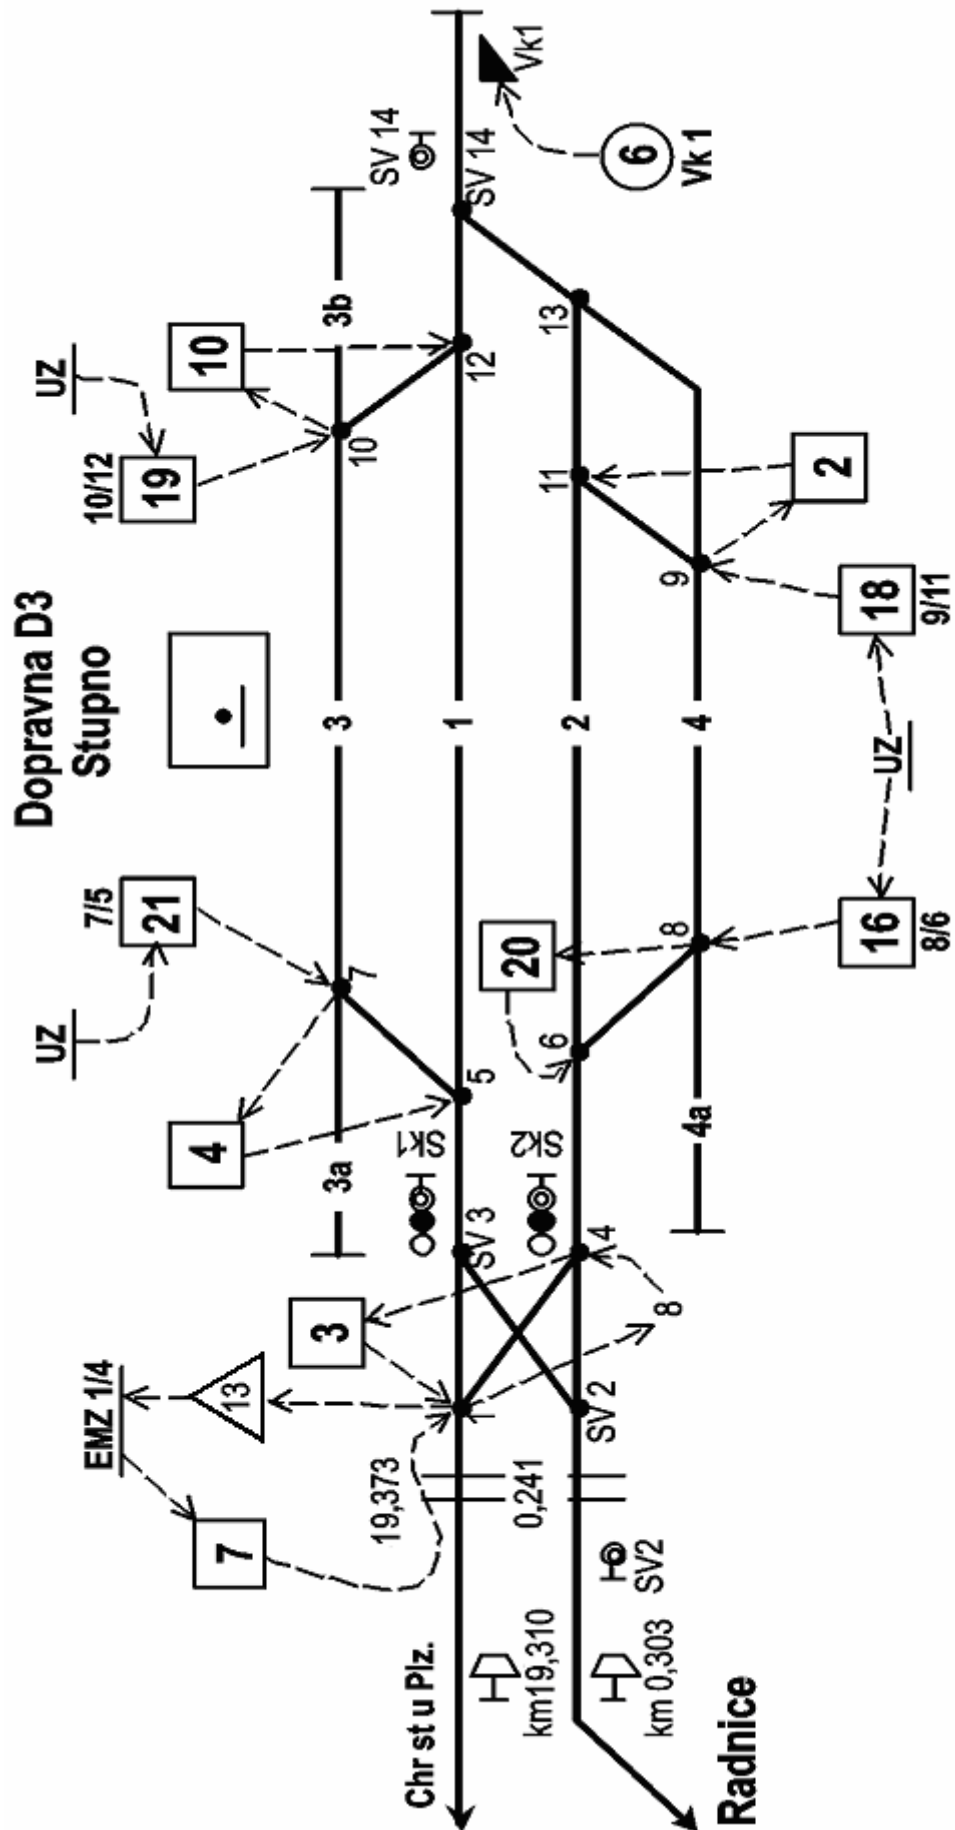 Dopravna D3
Stupno
EMZ 1/4
UZ
7/5
10/12
UZ
7
13
4
21
19
10
3
3a
7
3
10
3b
SV 14
Chr st u Plz.
19,373
1
SV 3
Sk1
5
1
12
SV 14
Vk1
km19,310
0,241
SV 2
4
Sk2
20
6
2
11
13
6
Vk 1
SV2
km 0,303
8
4a
8
4
9
2
Radnice
16
8/6
UZ
18
9/11